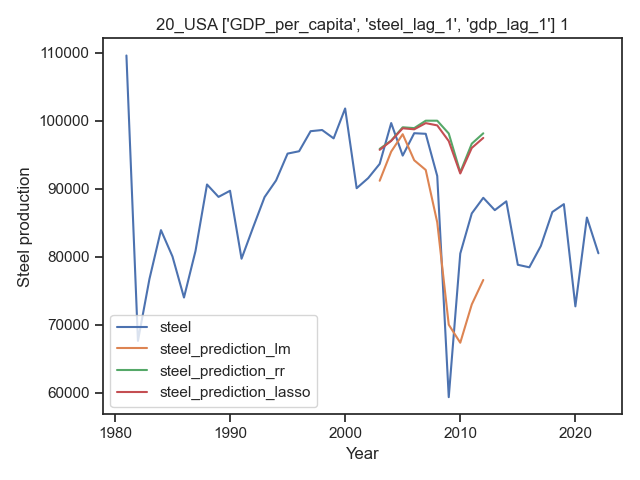 20_USA ['GDP_per_capita', 'steel_lag_1', 'gdp_lag_1'] 1
110000
100000
90000
80000
70000
60000
Steel production
steel
steel_prediction_lm
steel_prediction_rr
steel_prediction_lasso
1980
1990
2000
2010
2020
Year